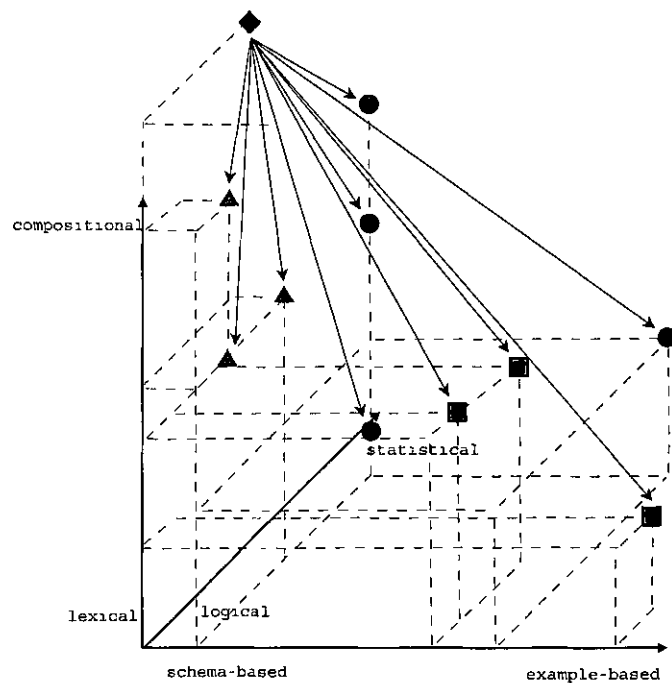 compositional
statistical
lexical
logical
schema-based
example-based